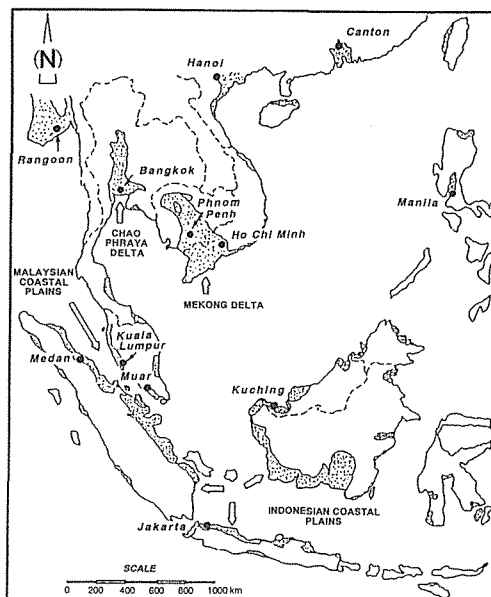 (N)
Canton
Hanoi
Rangoon
Bangkok
Phnom
Penh
Manila
CHAO
PHRAYA
DELTA
Ho Chi Minh
MALAYSIAN
COASTAL
PLAINS
MEKONG DELTA
Kuala
Lumpur
Medan
Muar
Kuching
INDONESIAN COASTAL
PLAINS
Jakarta
SCALE
0 200 400 600 800 1000 km